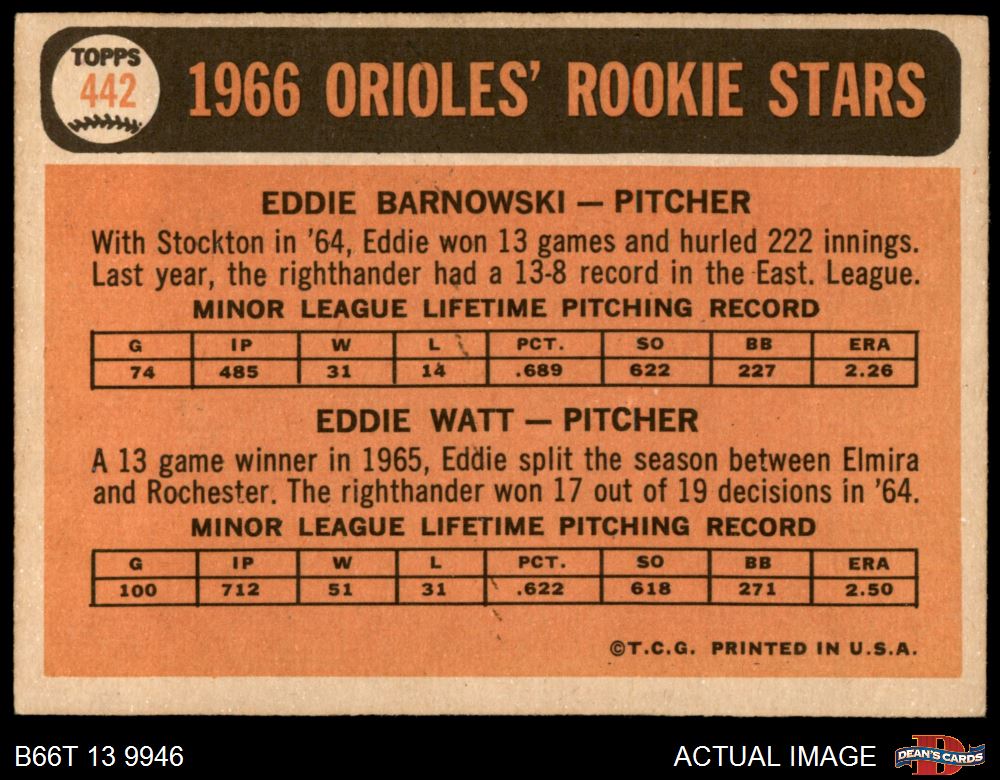 TOPPS
442
1966 ORIOLES' ROOKIE STARS
EDDIE BARNOWSKI — PITCHER
With Stockton in '64, Eddie won 13 games and hurled 222 innings.
Last year, the righthander had a 13-8 record in the East. League.
MINOR LEAGUE LIFETIME PITCHING RECORD
G IP W L PCT. SO BB ERA
74 485 31 14 .689 622 227 2.26
EDDIE WATT — PITCHER
A 13 game winner in 1965, Eddie split the season between Elmira
and Rochester. The righthander won 17 out of 19 decisions in '64.
MINOR LEAGUE LIFETIME PITCHING RECORD
G IP W L PCT. SO BB ERA
100 712 51 31 .622 618 271 2.50
©T.C.G. PRINTED IN U.S.A.
B66T 13 9946 ACTUAL IMAGE DEAN'S CARDS